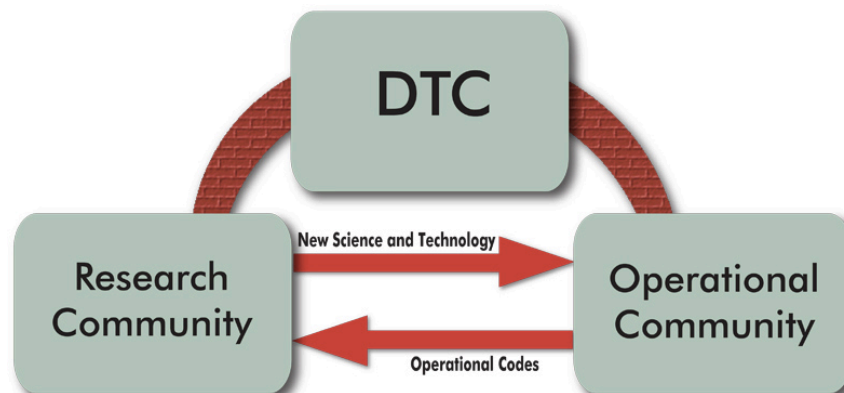 DTC
New Science and Technology
Research
Community
Operational
Community
Operational Codes